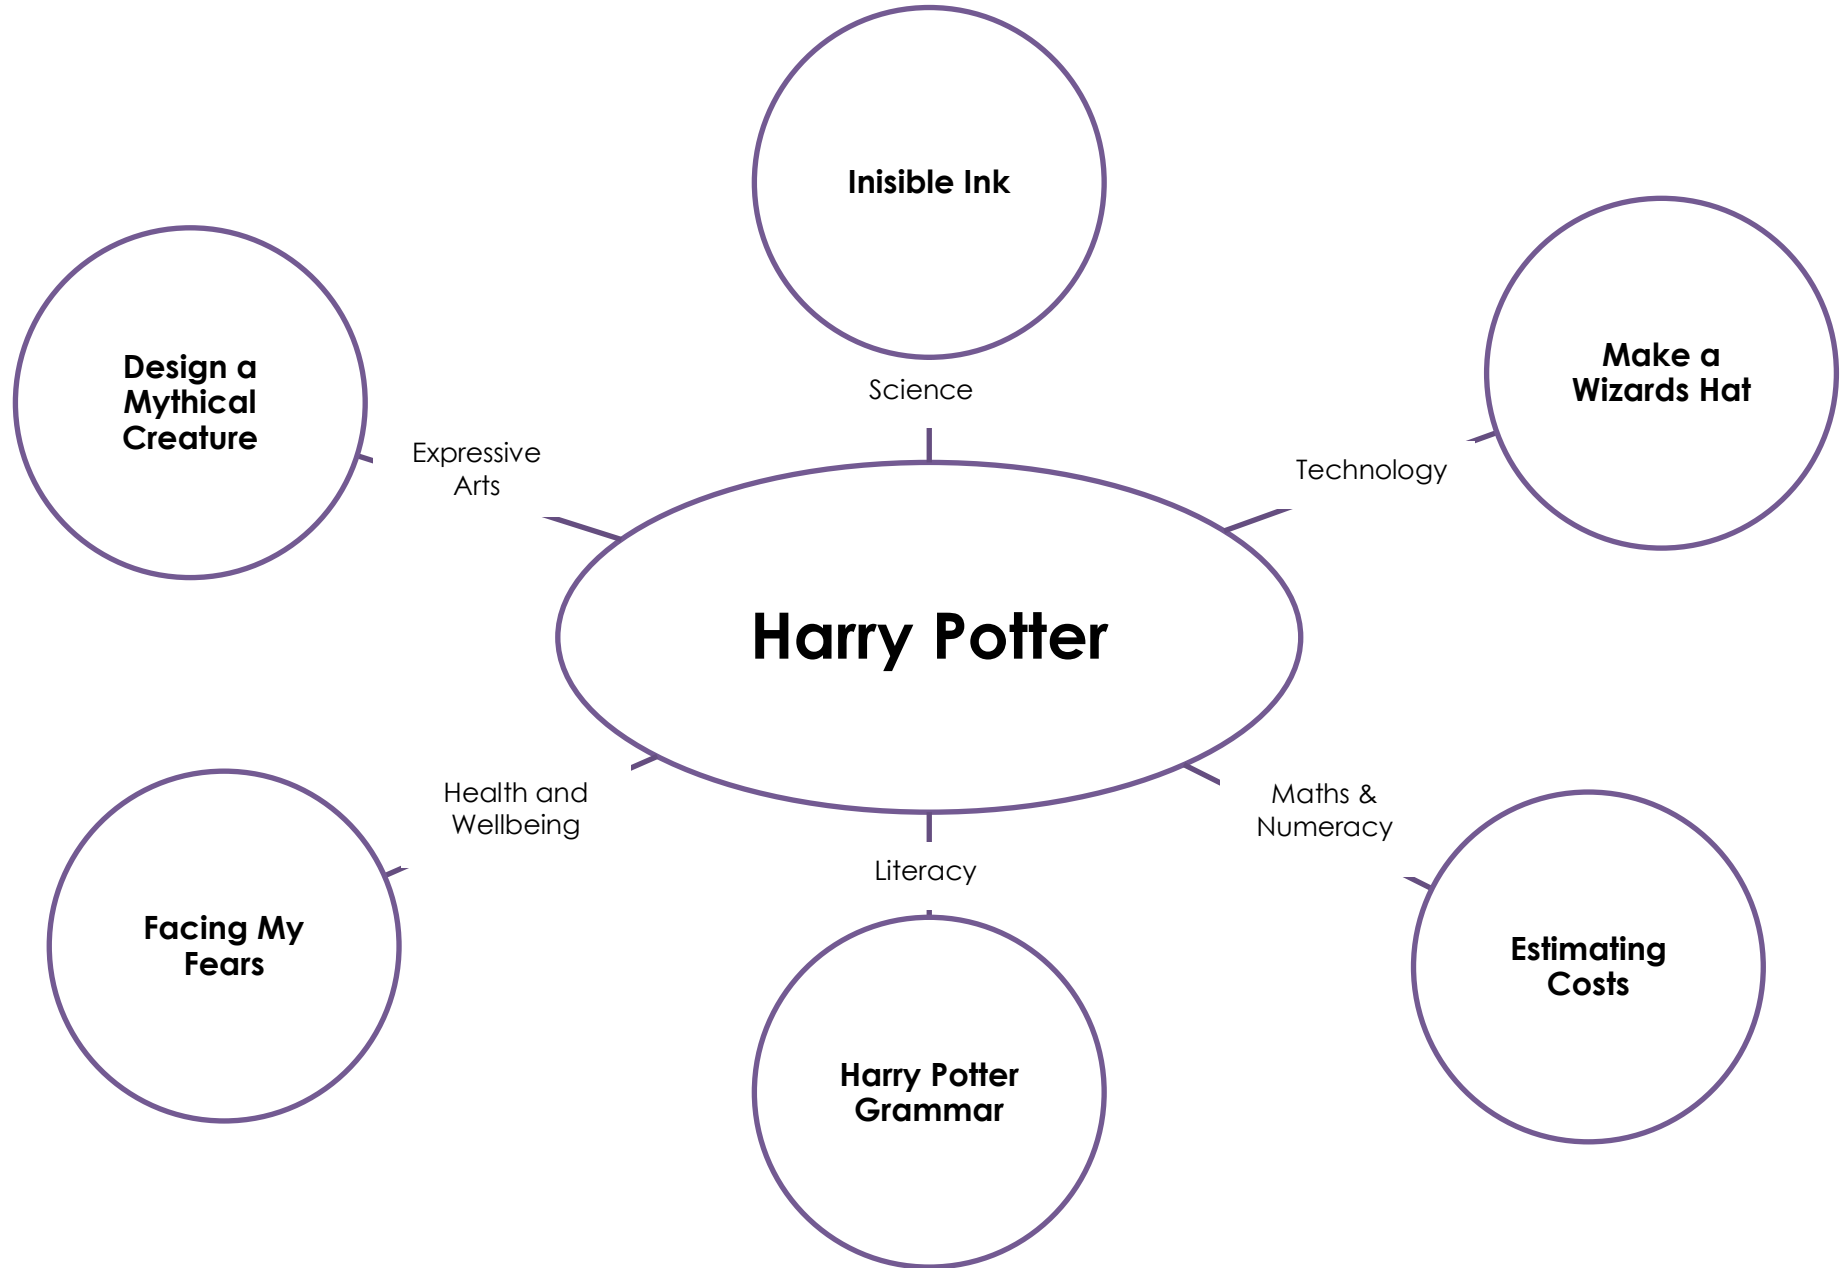 Inisible Ink
Science
Make a
Wizards Hat
Technology
Design a
Mythical
Creature
Expressive
Arts
Harry Potter
Health and
Wellbeing
Facing My
Fears
Literacy
Harry Potter
Grammar
Maths &
Numeracy
Estimating
Costs